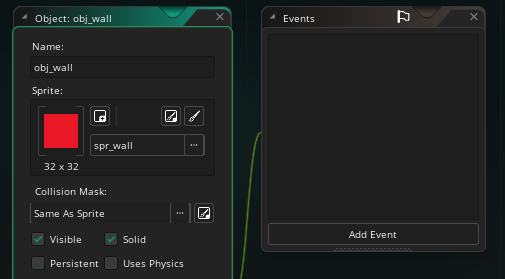 Object: obj_wall
Name:
obj_wall
Sprite:
spr_wall
...
32 x 32
Collision Mask:
Same As Sprite
...
Visible
Solid
Persistent
Uses Physics
Events
Add Event